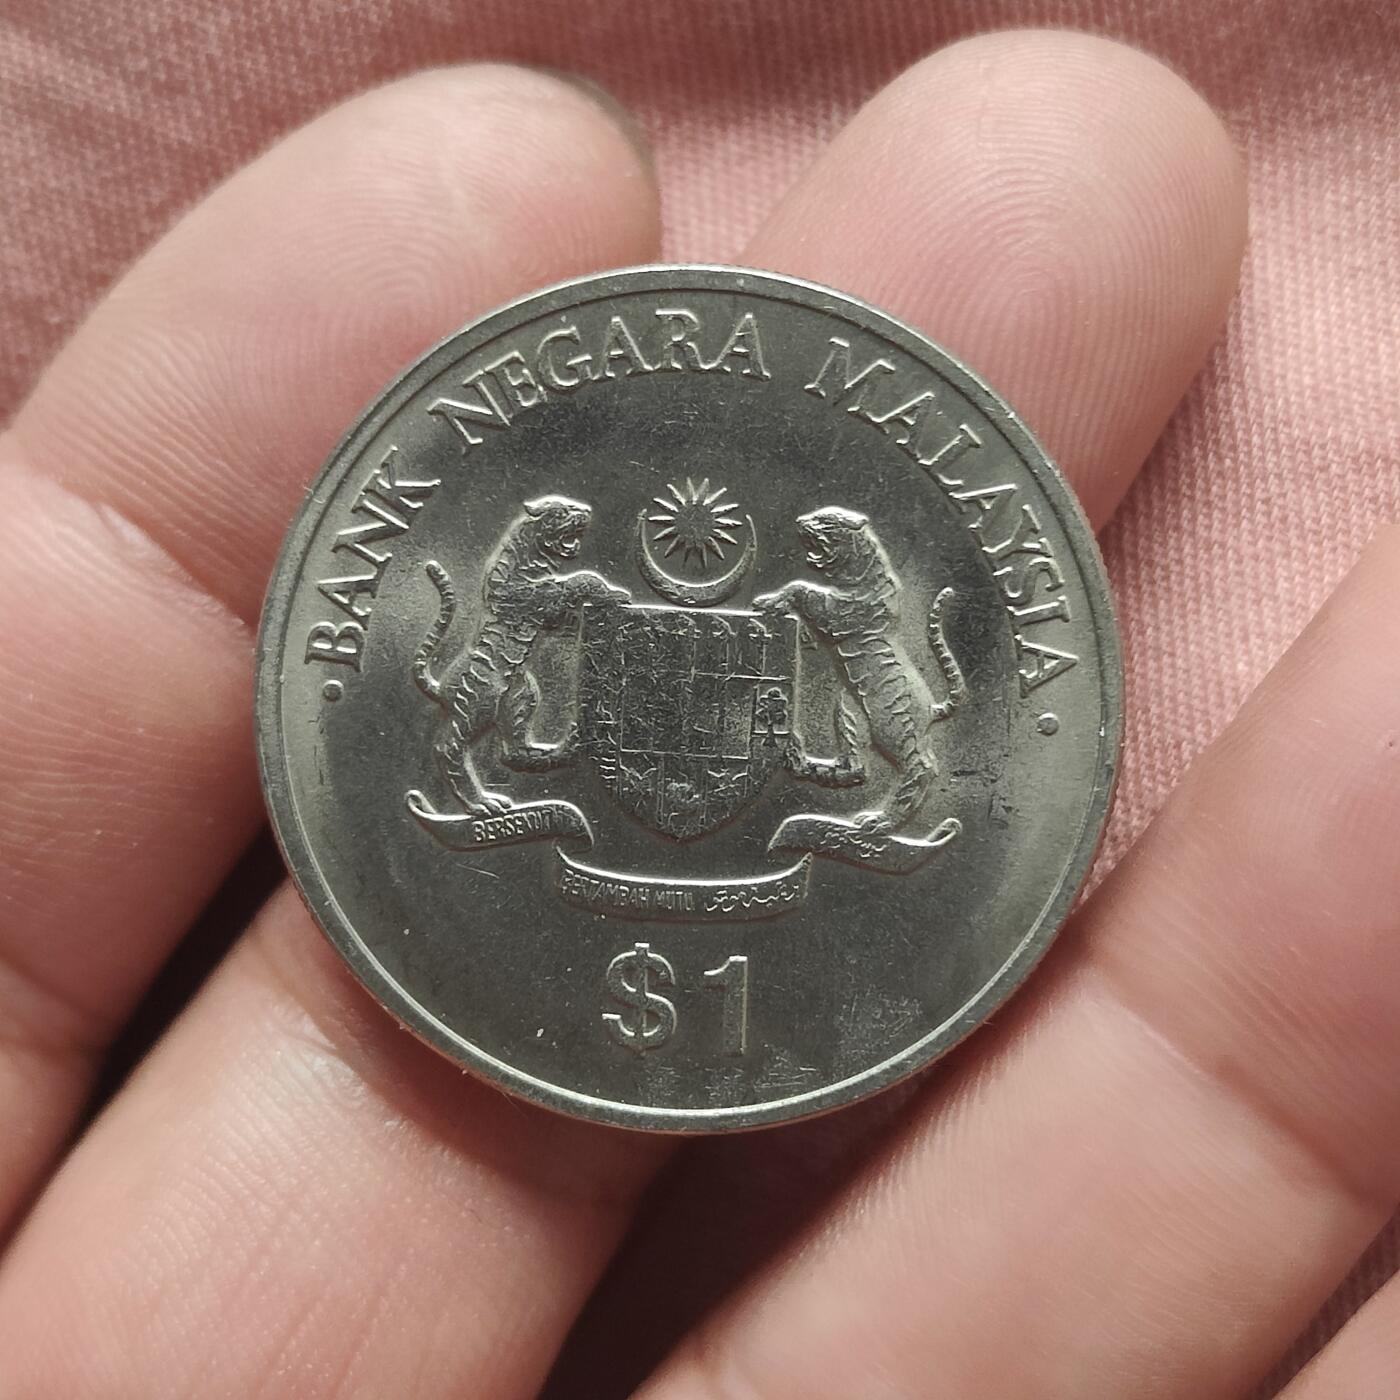 · BANK NEGARA MALAYSIA ·
BERSEKUTU
BERTAMBAH MUTU
$1